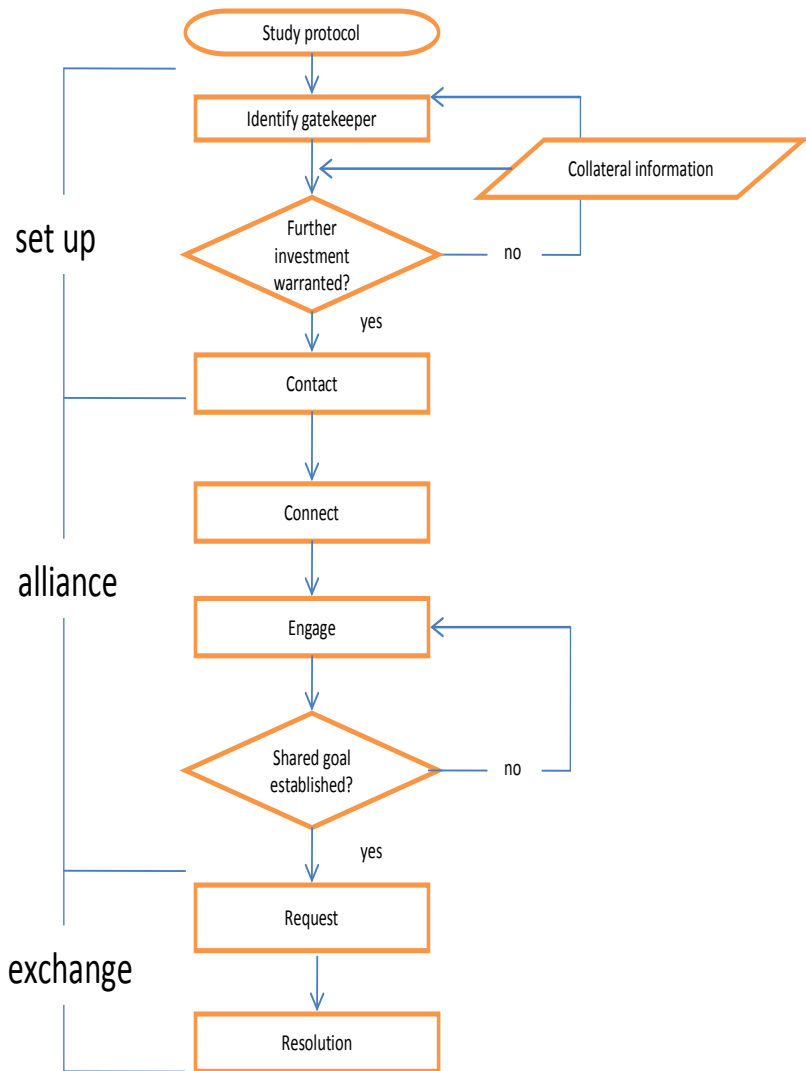 Study protocol
Identify gatekeeper
Collateral information
set up
Further
investment
warranted?
no
yes
Contact
Connect
alliance
Engage
Shared goal
established?
no
yes
Request
exchange
Resolution